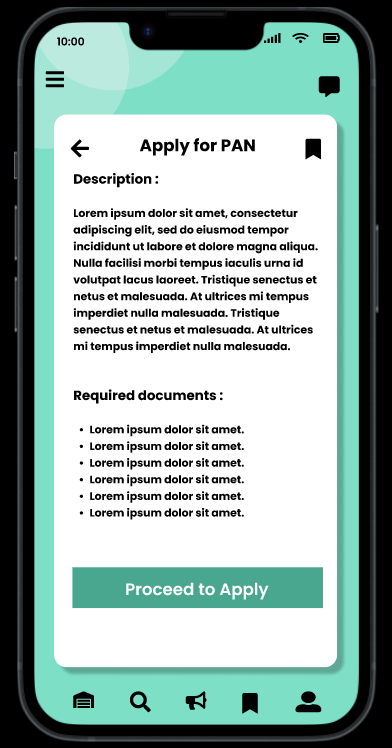 10:00
Apply for PAN
Description :
Lorem ipsum dolor sit amet, consectetur
adipiscing elit, sed do eiusmod tempor
incididunt ut labore et dolore magna aliqua.
Nulla facilisi morbi tempus iaculis urna id
volutpat lacus laoreet. Tristique senectus et
netus et malesuada. At ultrices mi tempus
imperdiet nulla malesuada. Tristique
senectus et netus et malesuada. At ultrices
mi tempus imperdiet nulla malesuada.
Required documents :
• Lorem ipsum dolor sit amet.
• Lorem ipsum dolor sit amet.
• Lorem ipsum dolor sit amet.
• Lorem ipsum dolor sit amet.
• Lorem ipsum dolor sit amet.
• Lorem ipsum dolor sit amet.
Proceed to Apply